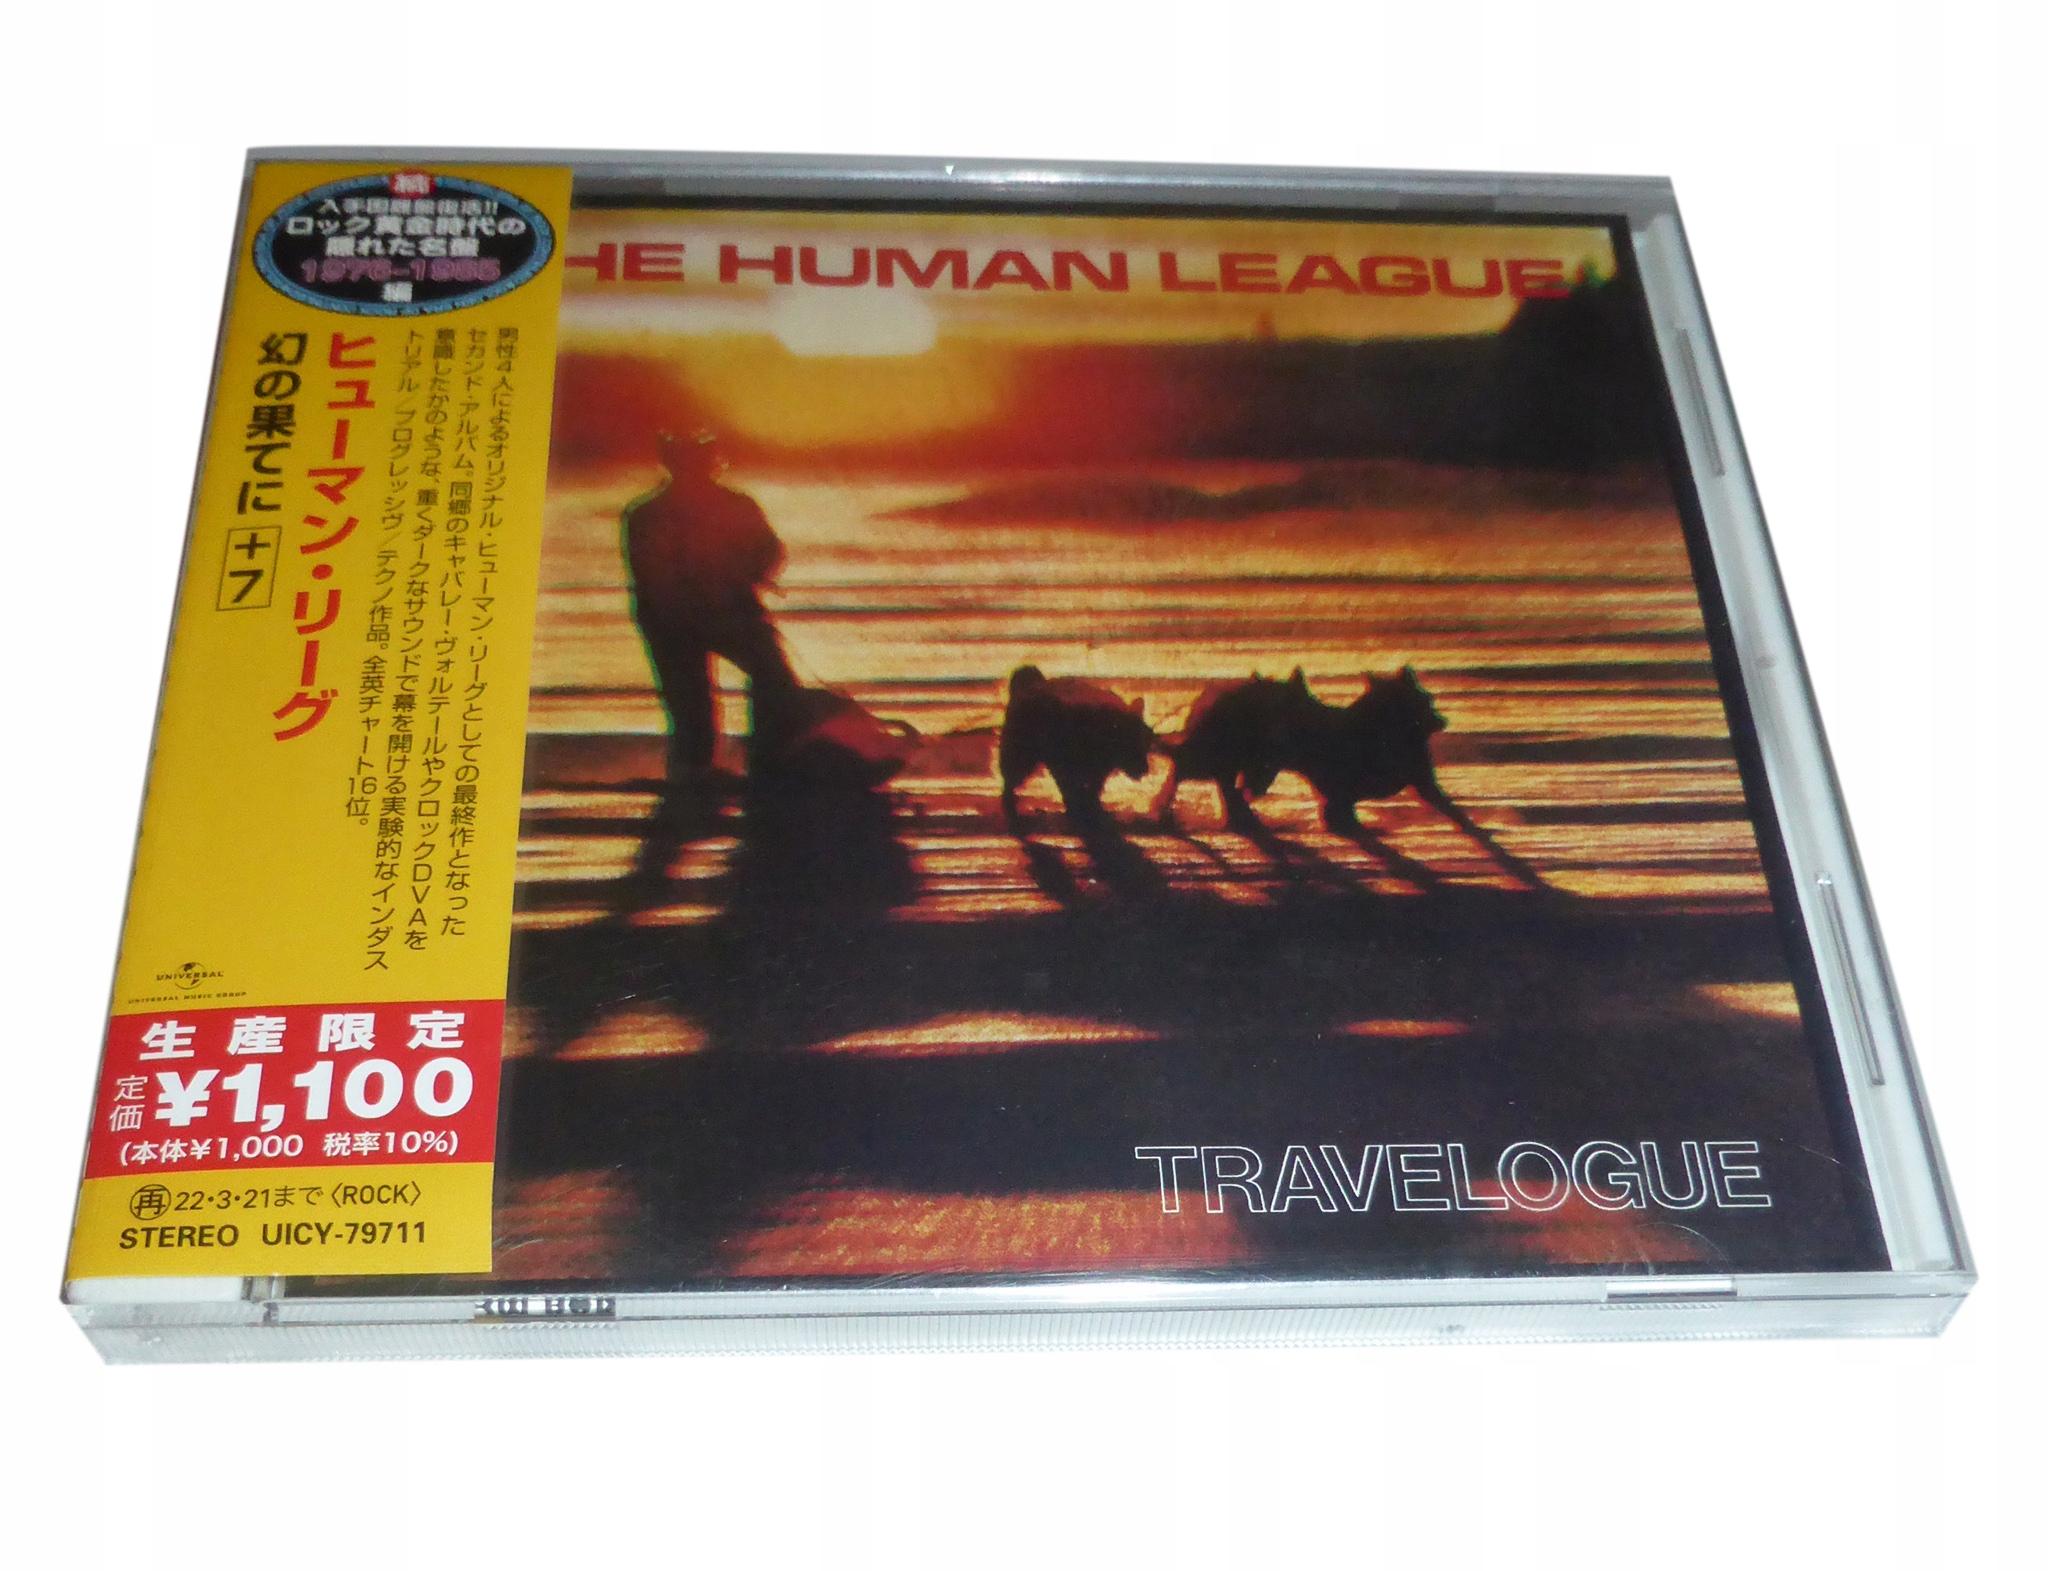 続
入手困難盤復活!!
ロック黄金時代の
隠れた名盤
1976-1985
編
男性4人によるオリジナル・ヒューマン・リーグとしての最終作となった
セカンド・アルバム。同郷のキャバレー・ヴォルテールやクロックDVAを
意識したかのような、重くダークなサウンドで幕を開ける実験的なインダス
トリアル/プログレッシヴ/テクノ作品。全英チャート16位。
ヒューマン・リーグ
幻の果てに +7
UNIVERSAL
UNIVERSAL MUSIC GROUP
生産限定
定価 ¥1,100
(本体¥1,000 税率10%)
再 22・3・21まで〈ROCK〉
STEREO UICY-79711
HE HUMAN LEAGUE
TRAVELOGUE